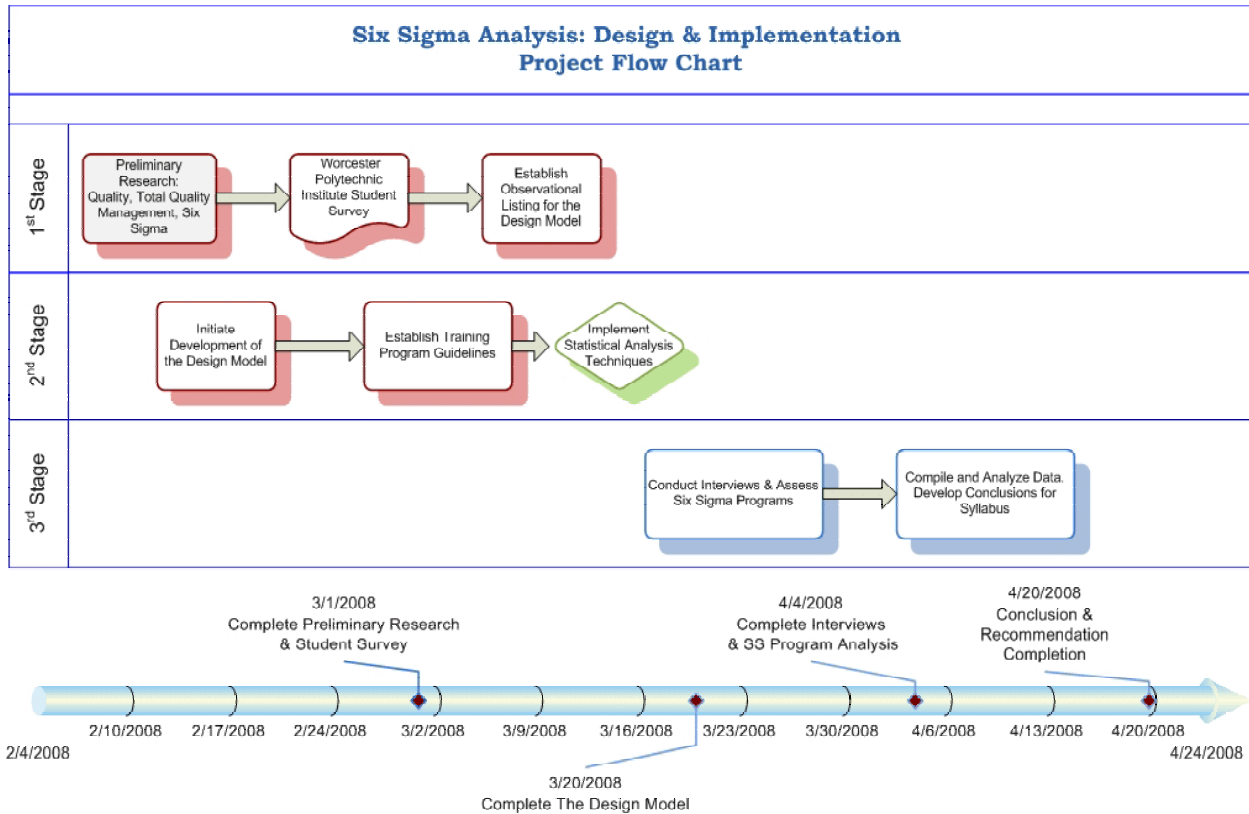 Six Sigma Analysis: Design & Implementation
Project Flow Chart
1st Stage
Preliminary
Research:
Quality, Total Quality
Management, Six
Sigma
Worcester
Polytechnic
Institute Student
Survey
Establish
Observational
Listing for the
Design Model
2nd Stage
Initiate
Development of
the Design Model
Establish Training
Program Guidelines
Implement
Statistical Analysis
Techniques
3rd Stage
Conduct Interviews & Assess
Six Sigma Programs
Compile and Analyze Data.
Develop Conclusions for
Syllabus
3/1/2008
Complete Preliminary Research
& Student Survey
4/4/2008
Complete Interviews
& SS Program Analysis
4/20/2008
Conclusion &
Recommendation
Completion
2/4/2008
2/10/2008
2/17/2008
2/24/2008
3/2/2008
3/9/2008
3/16/2008
3/23/2008
3/30/2008
4/6/2008
4/13/2008
4/20/2008
4/24/2008
3/20/2008
Complete The Design Model